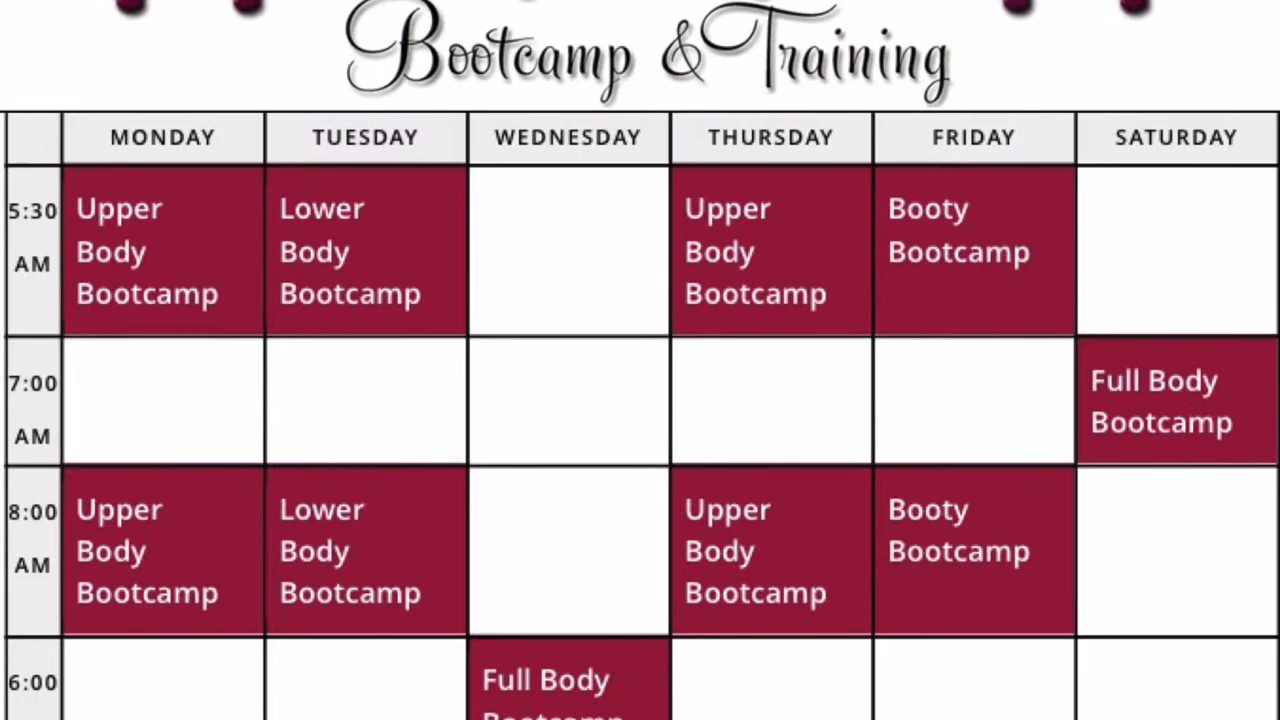 Bootcamp & Training
MONDAY TUESDAY WEDNESDAY THURSDAY FRIDAY SATURDAY
5:30
AM
Upper
Body
Bootcamp
Lower
Body
Bootcamp
Upper
Body
Bootcamp
Booty
Bootcamp
7:00
AM
Full Body
Bootcamp
8:00
AM
Upper
Body
Bootcamp
Lower
Body
Bootcamp
Upper
Body
Bootcamp
Booty
Bootcamp
6:00
Full Body
Bootcamp